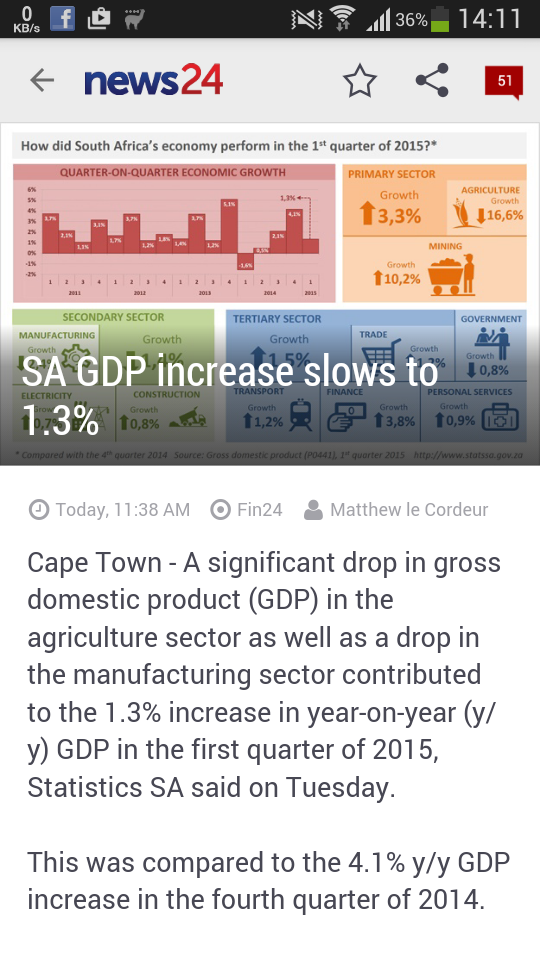 0
KB/s
36%
14:11
news24
51
How did South Africa's economy perform in the 1st quarter of 2015?*
QUARTER-ON-QUARTER ECONOMIC GROWTH
6%
5%
4%
3%
2%
1%
0%
-1%
-2%
3,7% 2,1% 1,1% 3,1% 1,7% 3,7% 1,2% 1,8% 1,4% 3,7% 1,2% 5,1% -1,6% 0,5% 2,1% 4,1% 1,3%
1 2 3 4 1 2 3 4 1 2 3 4 1 2 3 4 1
2011 2012 2013 2014 2015
PRIMARY SECTOR
Growth
3,3%
AGRICULTURE
Growth
16,6%
MINING
Growth
10,2%
SECONDARY SECTOR
MANUFACTURING
Growth
Growth
TERTIARY SECTOR
Growth
1,5%
TRADE
Growth
GOVERNMENT
Growth
0,8%
ELECTRICITY
Growth
CONSTRUCTION
Growth
0,8%
TRANSPORT
Growth
1,2%
FINANCE
Growth
3,8%
PERSONAL SERVICES
Growth
0,9%
SA GDP increase slows to
1.3%
* Compared with the 4th quarter 2014 Source: Gross domestic product (P0441), 1st quarter 2015 http://www.statssa.gov.za
Today, 11:38 AM Fin24 Matthew le Cordeur
Cape Town - A significant drop in gross
domestic product (GDP) in the
agriculture sector as well as a drop in
the manufacturing sector contributed
to the 1.3% increase in year-on-year (y/
y) GDP in the first quarter of 2015,
Statistics SA said on Tuesday.
This was compared to the 4.1% y/y GDP
increase in the fourth quarter of 2014.